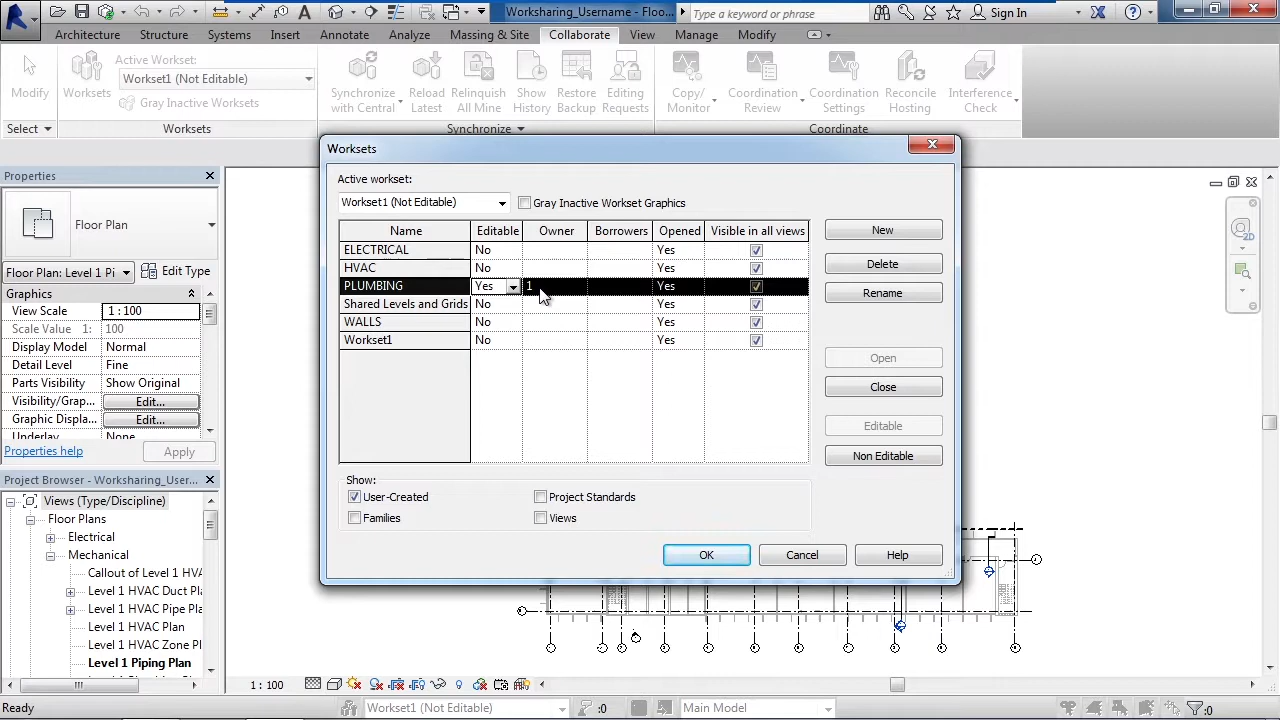 Worksharing_Username - Floo...
Type a keyword or phrase
Sign In
Architecture
Structure
Systems
Insert
Annotate
Analyze
Massing & Site
Collaborate
View
Manage
Modify
Modify
Worksets
Active Workset:
Workset1 (Not Editable)
Gray Inactive Worksets
Synchronize
with Central
Reload
Latest
Relinquish
All Mine
Show
History
Restore
Backup
Editing
Requests
Copy/
Monitor
Coordination
Review
Coordination
Settings
Reconcile
Hosting
Interference
Check
Select
Worksets
Synchronize
Coordinate
Properties
Floor Plan
Floor Plan: Level 1 Pi
Edit Type
Graphics
View Scale 1 : 100
Scale Value 1: 100
Display Model Normal
Detail Level Fine
Parts Visibility Show Original
Visibility/Grap... Edit...
Graphic Displa... Edit...
Underlay None
Properties help
Apply
Project Browser - Worksharing_User...
Views (Type/Discipline)
Floor Plans
Electrical
Mechanical
Callout of Level 1 HVA
Level 1 HVAC Duct Pla
Level 1 HVAC Pipe Pla
Level 1 HVAC Plan
Level 1 HVAC Zone Pla
Level 1 Piping Plan
Worksets
Active workset:
Workset1 (Not Editable)
Gray Inactive Workset Graphics
Name Editable Owner Borrowers Opened Visible in all views
ELECTRICAL No Yes
HVAC No Yes
PLUMBING Yes 1 Yes
Shared Levels and Grids No Yes
WALLS No Yes
Workset1 No Yes
New
Delete
Rename
Open
Close
Editable
Non Editable
Show:
User-Created
Project Standards
Families
Views
OK
Cancel
Help
1 : 100
Ready
Workset1 (Not Editable)
:0
Main Model
:0